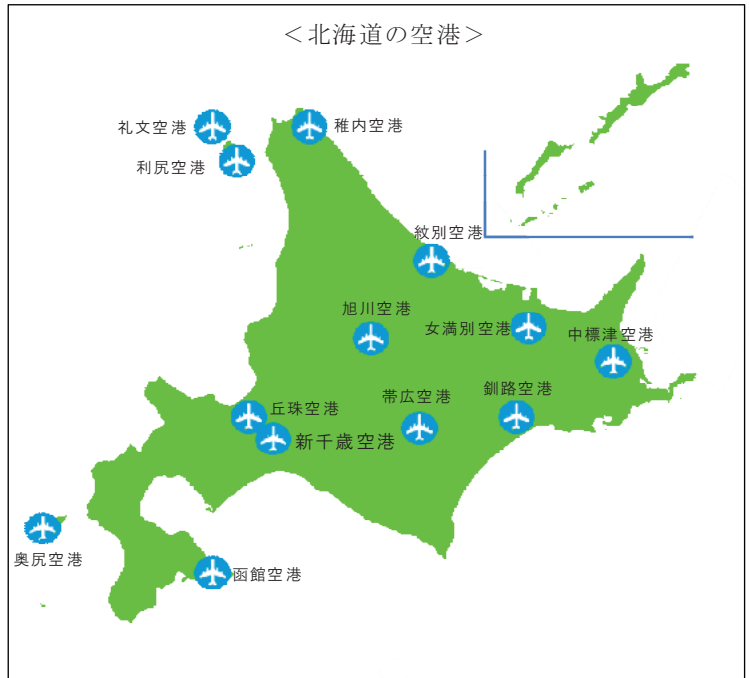 ＜北海道の空港＞
礼文空港
稚内空港
利尻空港
紋別空港
旭川空港
女満別空港
中標津空港
帯広空港
釧路空港
丘珠空港
新千歳空港
奥尻空港
函館空港